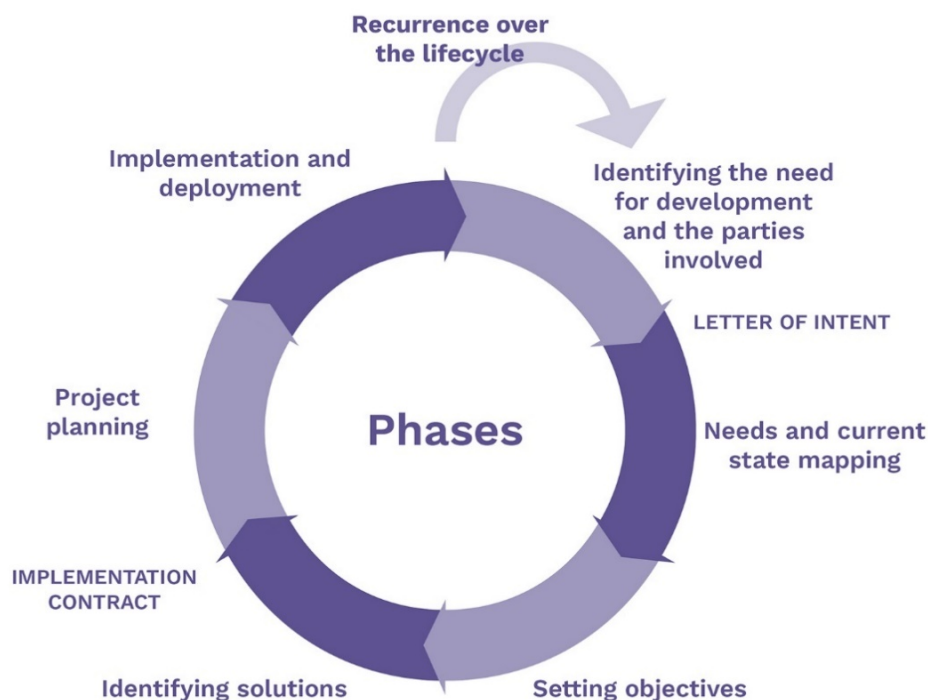 Recurrence over
the lifecycle
Implementation and
deployment
Identifying the need
for development
and the parties
involved
LETTER OF INTENT
Project
planning
Phases
Needs and current
state mapping
IMPLEMENTATION
CONTRACT
Identifying solutions
Setting objectives